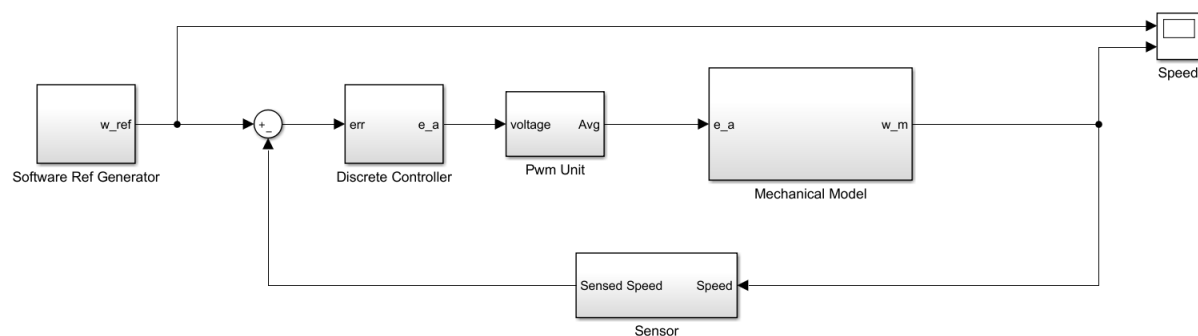 Speed
w_ref
Software Ref Generator
+
_
err
e_a
Discrete Controller
voltage
Avg
Pwm Unit
e_a
w_m
Mechanical Model
Sensed Speed
Speed
Sensor